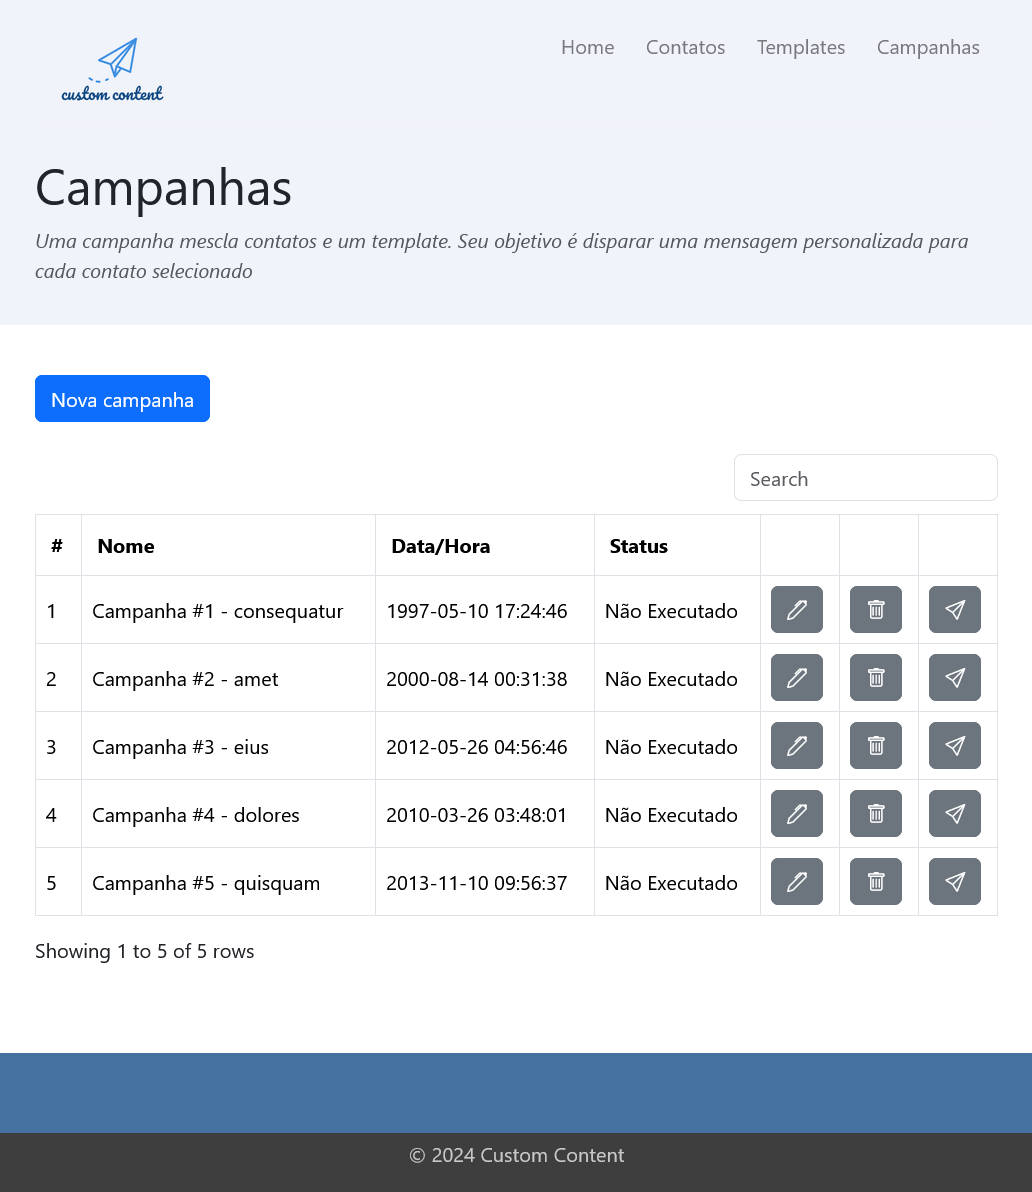 custom content
Home Contatos Templates Campanhas
Campanhas
Uma campanha mescla contatos e um template. Seu objetivo é disparar uma mensagem personalizada para
cada contato selecionado
Nova campanha
Search
# Nome Data/Hora Status
1 Campanha #1 - consequatur 1997-05-10 17:24:46 Não Executado
2 Campanha #2 - amet 2000-08-14 00:31:38 Não Executado
3 Campanha #3 - eius 2012-05-26 04:56:46 Não Executado
4 Campanha #4 - dolores 2010-03-26 03:48:01 Não Executado
5 Campanha #5 - quisquam 2013-11-10 09:56:37 Não Executado
Showing 1 to 5 of 5 rows
© 2024 Custom Content